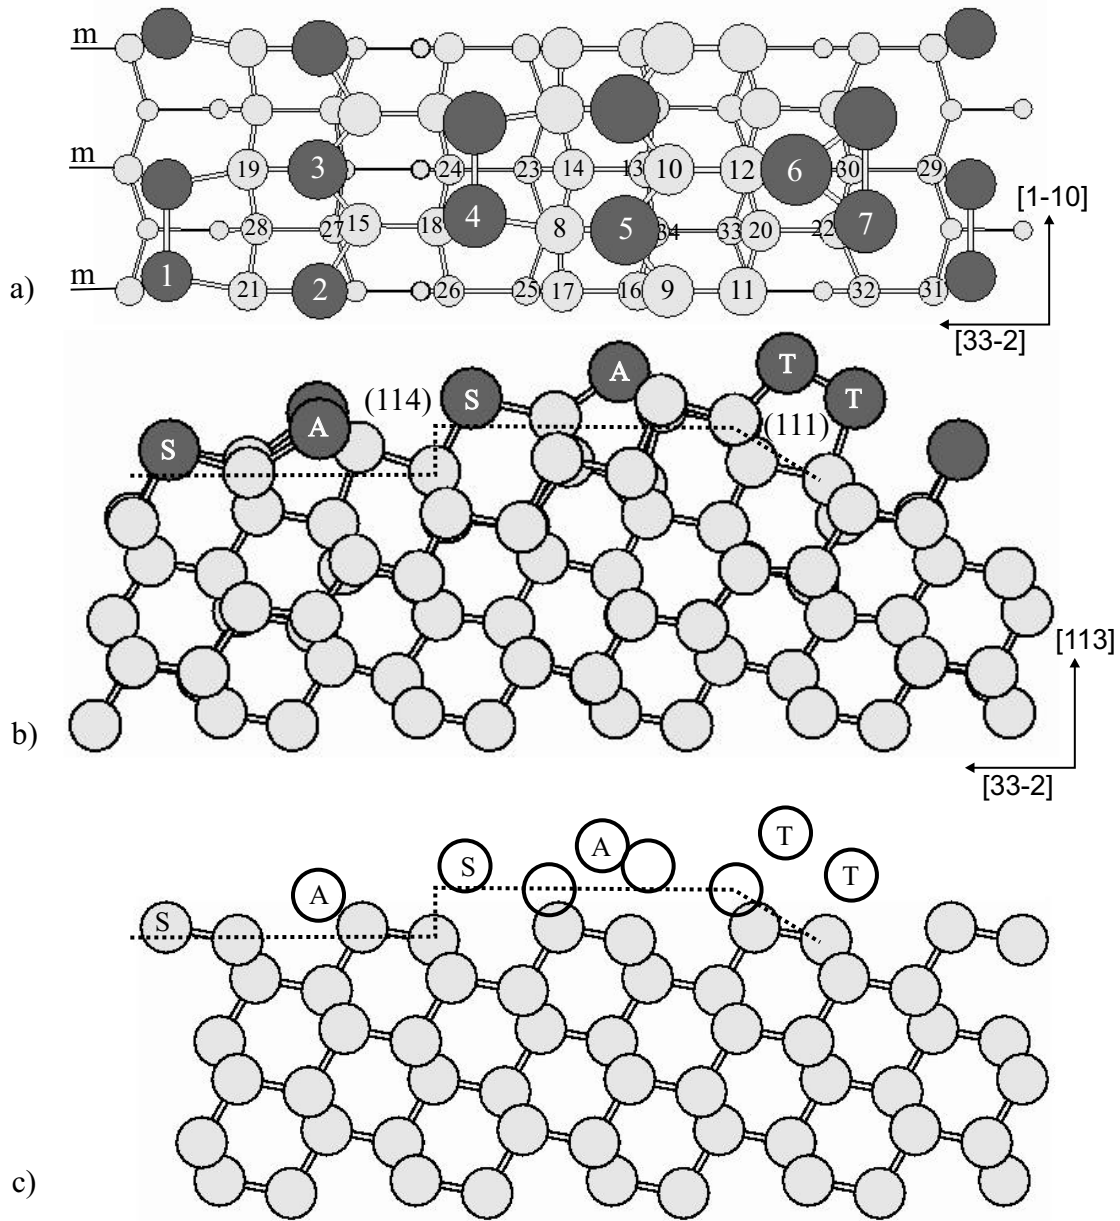 m
m
19 3 24 23 14 13 10 12 6 30 29
28 27 15 18 4 8 5 34 33 20 22 7
[1-10]
a) m 1 21 2 26 25 17 16 9 11 32 31
[33-2]
S A (114) S A T T (111)
[113]
b)
[33-2]
S A S A T T
c)